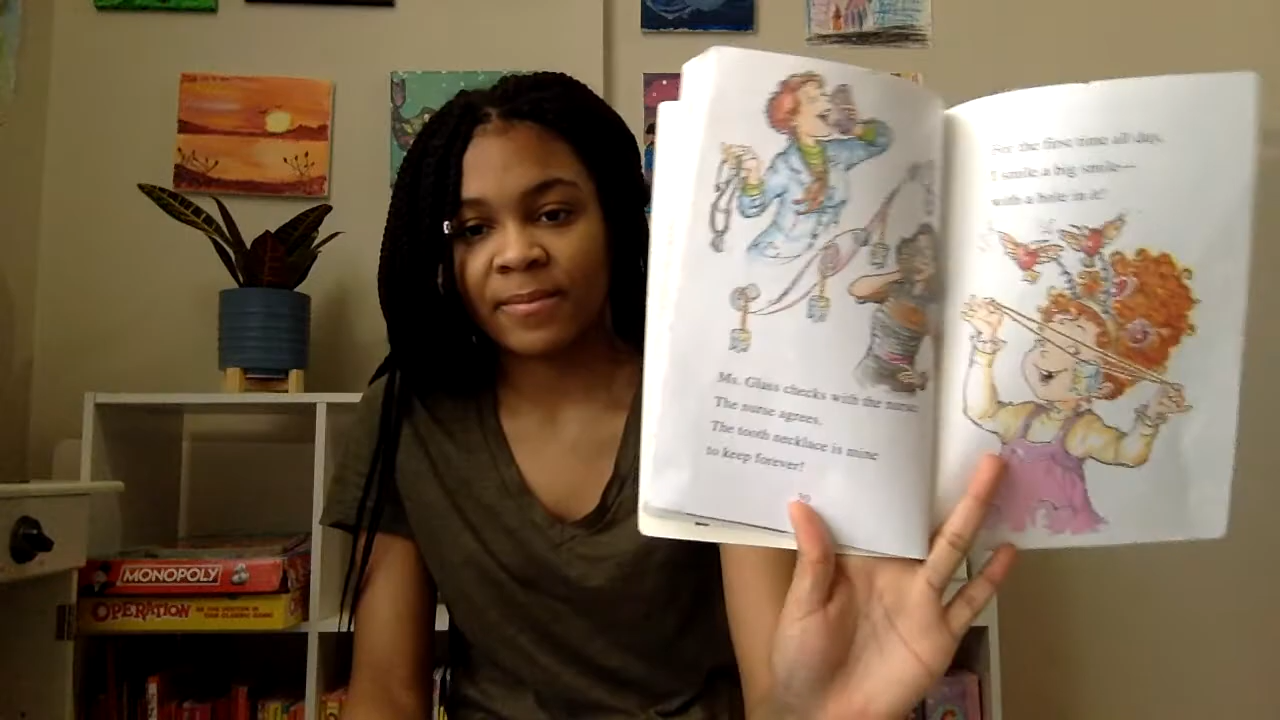 For the first time all day,
I smile a big smile—
with a hole in it!
Ms. Glass checks with the nurse.
The nurse agrees.
The tooth necklace is mine
to keep forever!
30
MONOPOLY
OPERATION